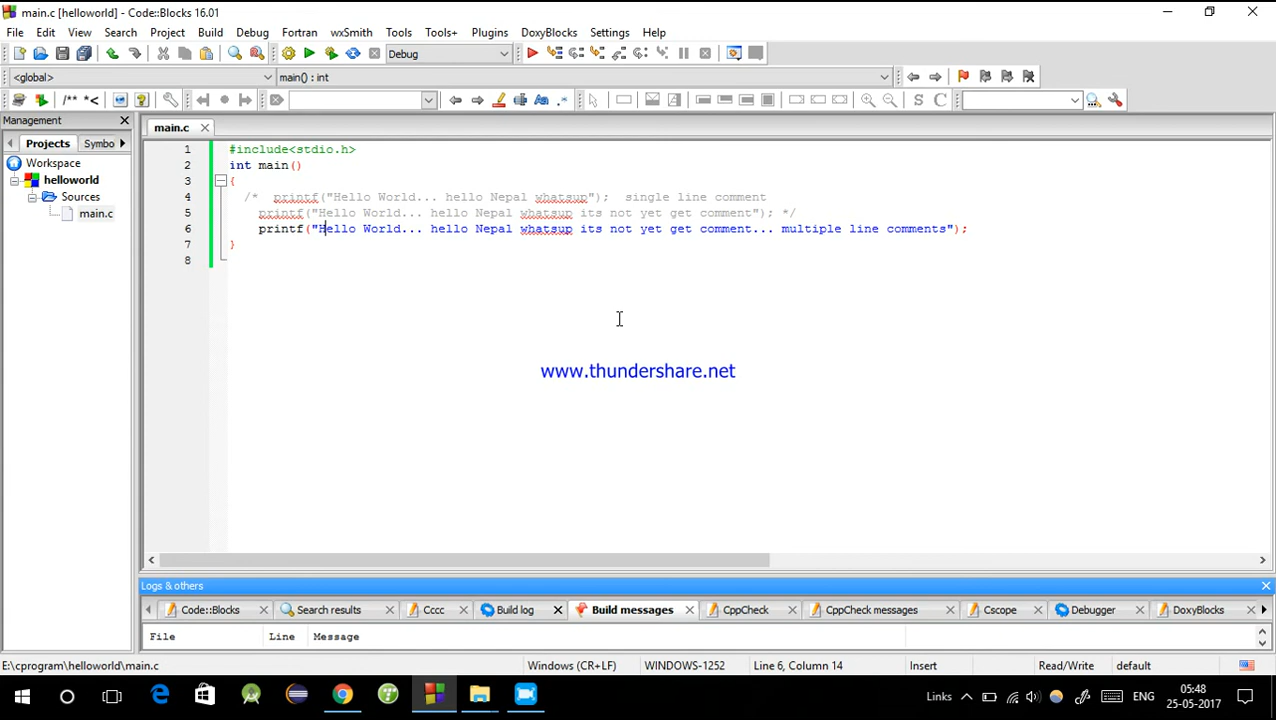 main.c [helloworld] - Code::Blocks 16.01
File Edit View Search Project Build Debug Fortran wxSmith Tools Tools+ Plugins DoxyBlocks Settings Help
Debug
<global> main() : int
/** *<
Management
main.c
Projects Symbo
Workspace
helloworld
Sources
main.c
1 #include<stdio.h>
2 int main()
3 {
4 /* printf("Hello World... hello Nepal whatsup"); single line comment
5 printf("Hello World... hello Nepal whatsup its not yet get comment"); */
6 printf("Hello World... hello Nepal whatsup its not yet get comment... multiple line comments");
7 }
8
www.thundershare.net
Logs & others
Code::Blocks Search results Cccc Build log Build messages CppCheck CppCheck messages Cscope Debugger DoxyBlocks
File Line Message
E:\cprogram\helloworld\main.c Windows (CR+LF) WINDOWS-1252 Line 6, Column 14 Insert Read/Write default
Links ENG 05:48
25-05-2017